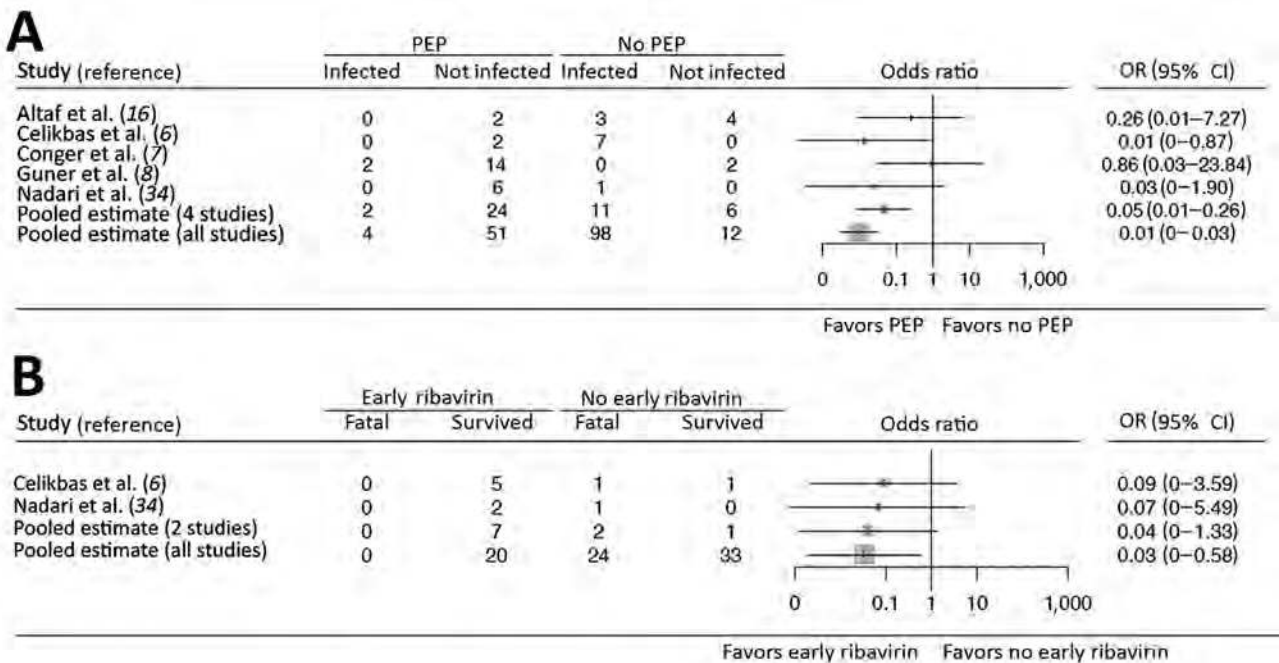 A
PEP No PEP
Study (reference) Infected Not infected Infected Not infected Odds ratio OR (95% CI)
Altaf et al. (16) 0 2 3 4 0.26 (0.01–7.27)
Celikbas et al. (6) 0 2 7 0 0.01 (0–0.87)
Conger et al. (7)
Guner et al. (8) 2 14 0 2 0.86 (0.03–23.84)
Nadari et al. (34) 0 6 1 0 0.03 (0–1.90)
Pooled estimate (4 studies) 2 24 11 6 0.05 (0.01–0.26)
Pooled estimate (all studies) 4 51 98 12 0.01 (0–0.03)
0 0.1 1 10 1,000
Favors PEP Favors no PEP
B
Early ribavirin No early ribavirin
Study (reference) Fatal Survived Fatal Survived Odds ratio OR (95% CI)
Celikbas et al. (6) 0 5 1 1 0.09 (0–3.59)
Nadari et al. (34) 0 2 1 0 0.07 (0–5.49)
Pooled estimate (2 studies) 0 7 2 1 0.04 (0–1.33)
Pooled estimate (all studies) 0 20 24 33 0.03 (0–0.58)
0 0.1 1 10 1,000
Favors early ribavirin Favors no early ribavirin